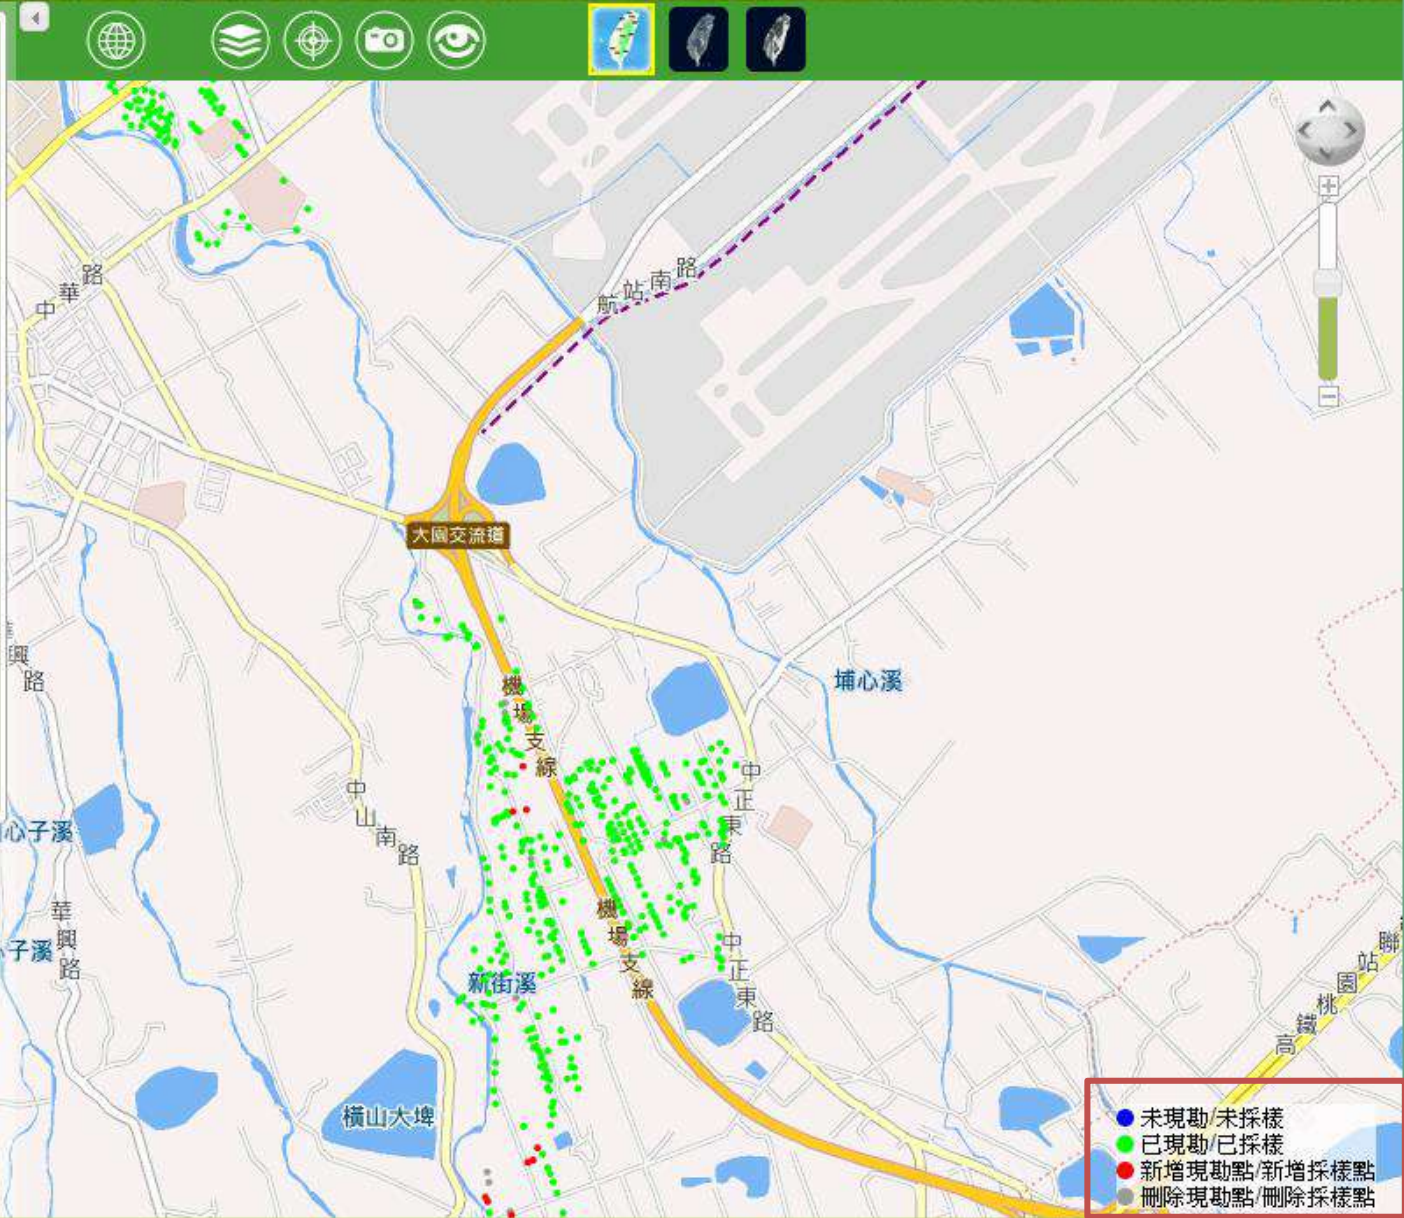 中華路
航站南路
大園交流道
興路
機場支線
埔心溪
中正東路
中山南路
心子溪
華興路
子溪
機場支線
新街溪
中正東路
高鐵桃園站聯
橫山大埤
未現勘/未採樣
已現勘/已採樣
新增現勘點/新增採樣點
刪除現勘點/刪除採樣點